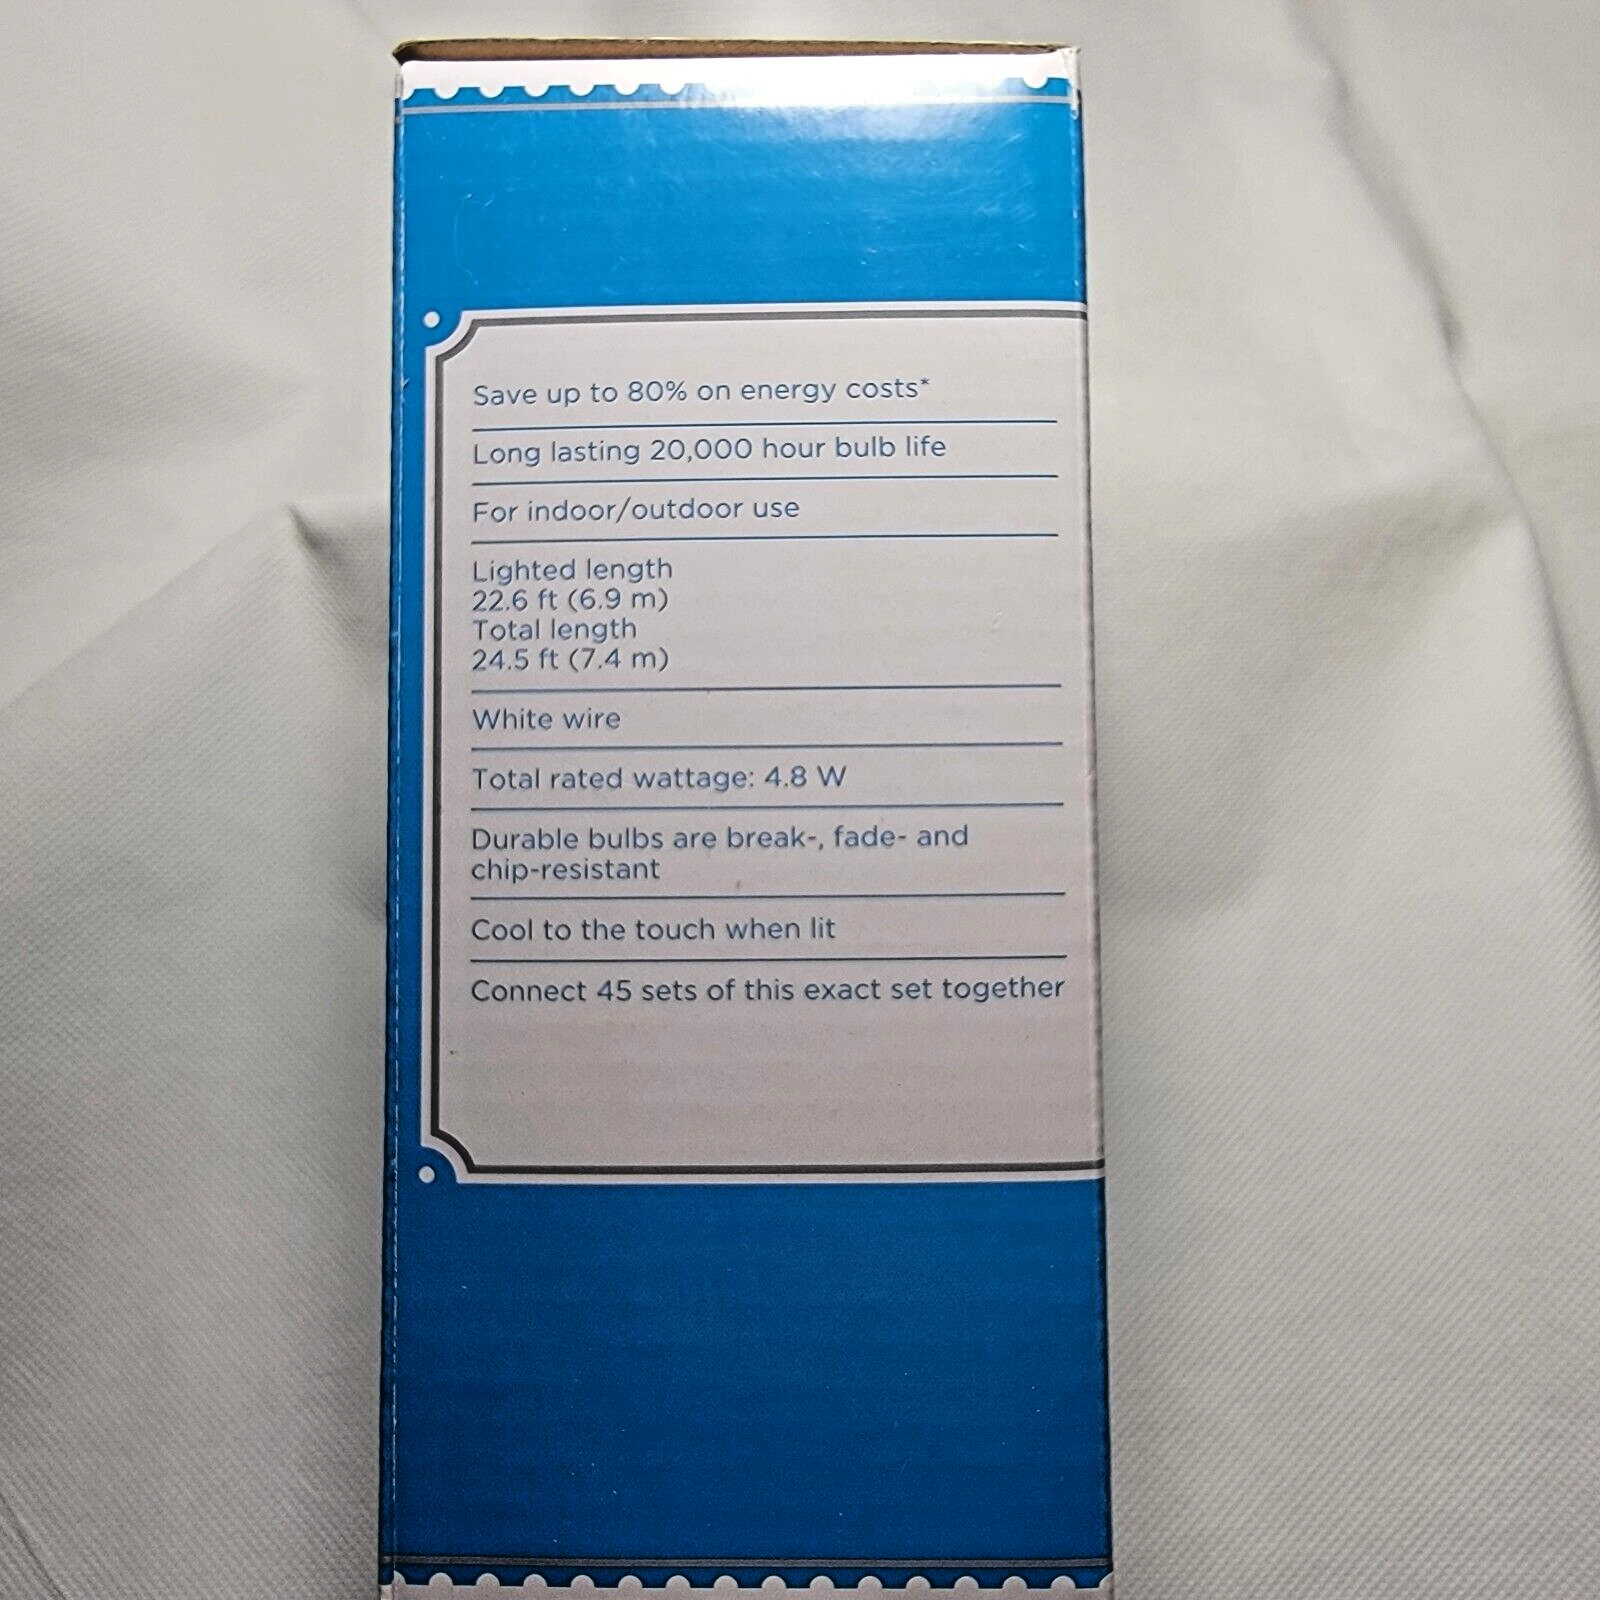 Save up to 80% on energy costs*
Long lasting 20,000 hour bulb life
For indoor/outdoor use
Lighted length
22.6 ft (6.9 m)
Total length
24.5 ft (7.4 m)
White wire
Total rated wattage: 4.8 W
Durable bulbs are break-, fade- and
chip-resistant
Cool to the touch when lit
Connect 45 sets of this exact set together